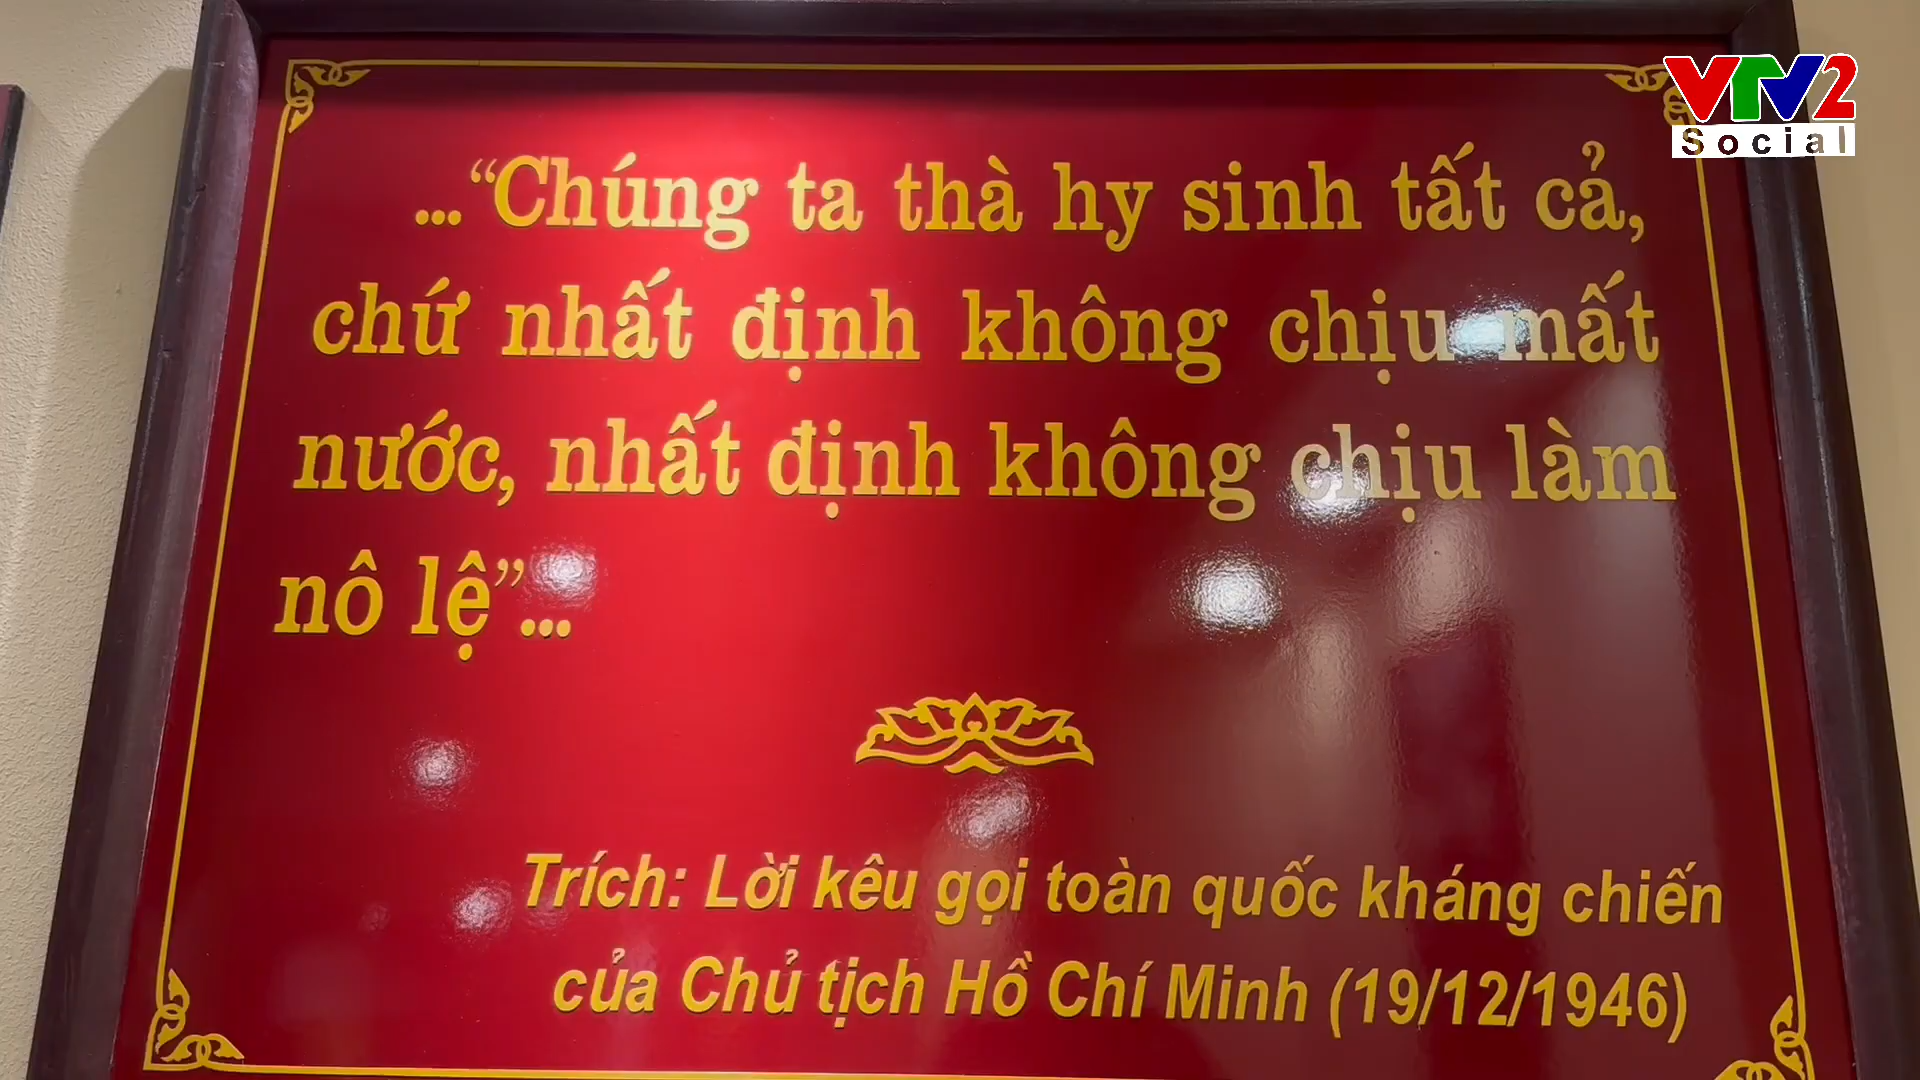 VTV2
Social
..."Chúng ta thà hy sinh tất cả,
chứ nhất định không chịu mất
nước, nhất định không chịu làm
nô lệ"...
Trích: Lời kêu gọi toàn quốc kháng chiến
của Chủ tịch Hồ Chí Minh (19/12/1946)